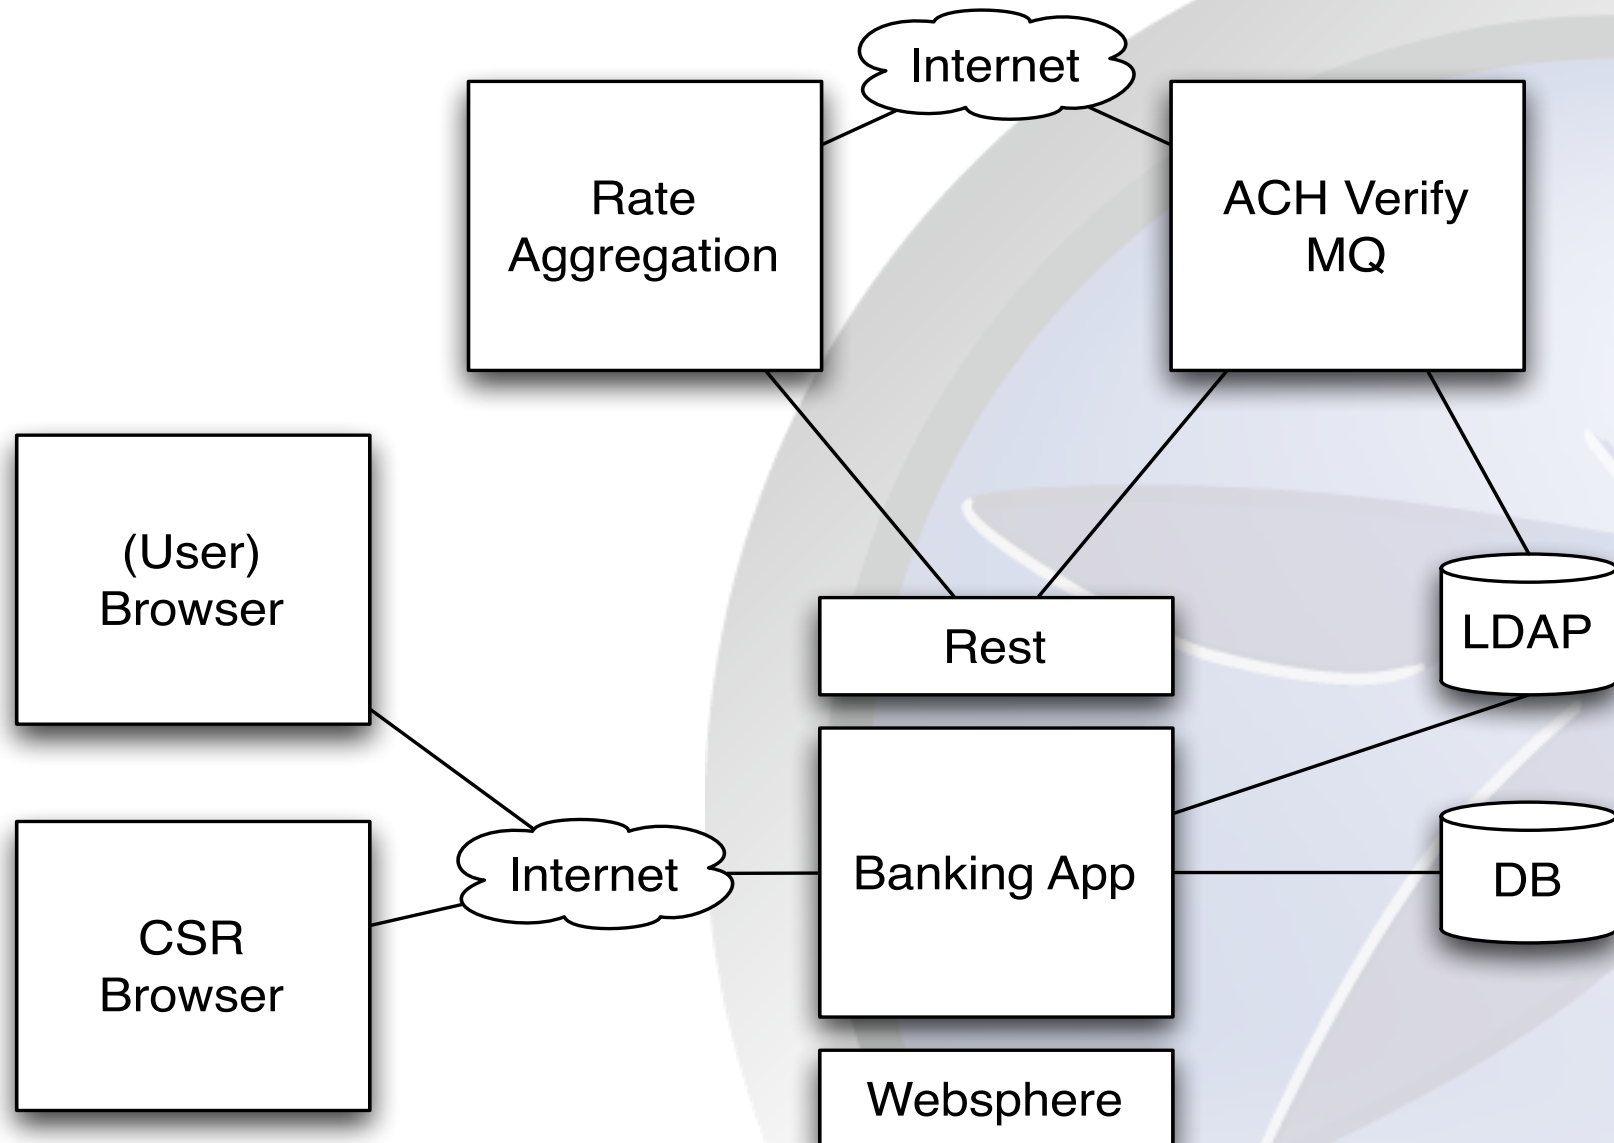 Internet
Rate
Aggregation
ACH Verify
MQ
(User)
Browser
Rest
LDAP
CSR
Browser
Internet
Banking App
DB
Websphere